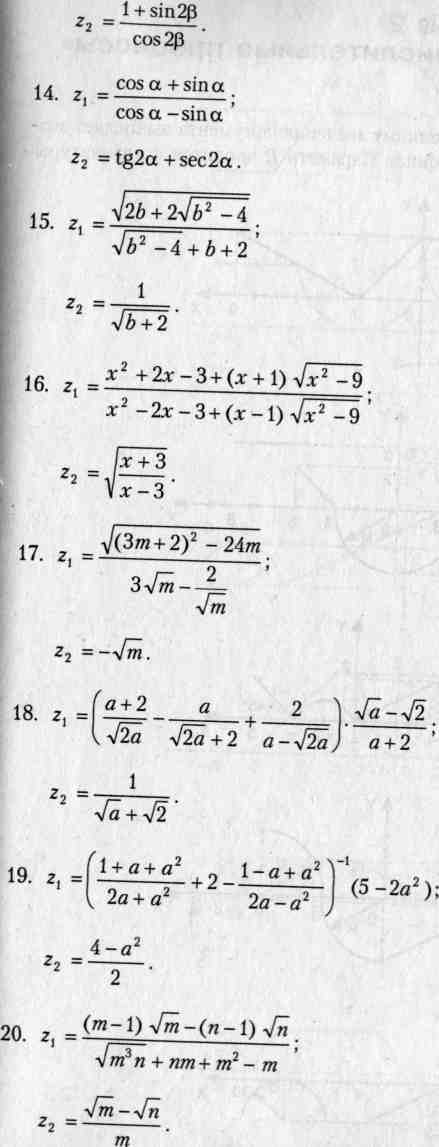 z₂ = (1 + sin2β)/(cos2β).
14. z₁ = (cos α + sin α)/(cos α − sin α);
z₂ = tg2α + sec2α.
15. z₁ = √(2b + 2√(b² − 4))/(√(b² − 4) + b + 2);
z₂ = 1/√(b + 2).
16. z₁ = (x² + 2x − 3 + (x + 1) √(x² − 9))/(x² − 2x − 3 + (x − 1) √(x² − 9));
z₂ = √((x + 3)/(x − 3)).
17. z₁ = √((3m + 2)² − 24m)/(3√m − 2/√m);
z₂ = −√m.
18. z₁ = ((a + 2)/√(2a) − a/(√(2a) + 2) + 2/(a − √(2a))) · (√a − √2)/(a + 2);
z₂ = 1/(√a + √2).
19. z₁ = ((1 + a + a²)/(2a + a²) + 2 − (1 − a + a²)/(2a − a²))⁻¹ (5 − 2a²);
z₂ = (4 − a²)/2.
20. z₁ = ((m − 1) √m − (n − 1) √n)/(√(m³n) + nm + m² − m);
z₂ = (√m − √n)/m.